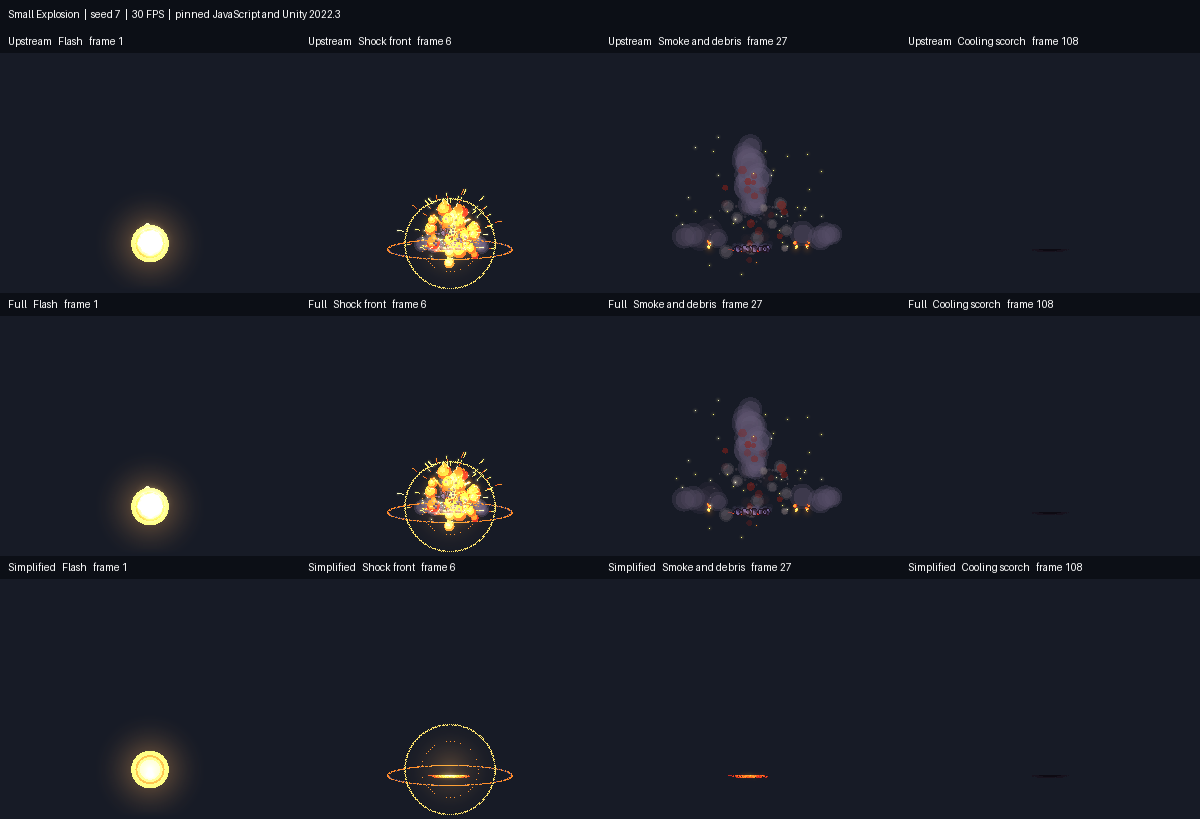 Small Explosion | seed 7 | 30 FPS | pinned JavaScript and Unity 2022.3
Upstream Flash frame 1
Upstream Shock front frame 6
Upstream Smoke and debris frame 27
Upstream Cooling scorch frame 108
Full Flash frame 1
Full Shock front frame 6
Full Smoke and debris frame 27
Full Cooling scorch frame 108
Simplified Flash frame 1
Simplified Shock front frame 6
Simplified Smoke and debris frame 27
Simplified Cooling scorch frame 108